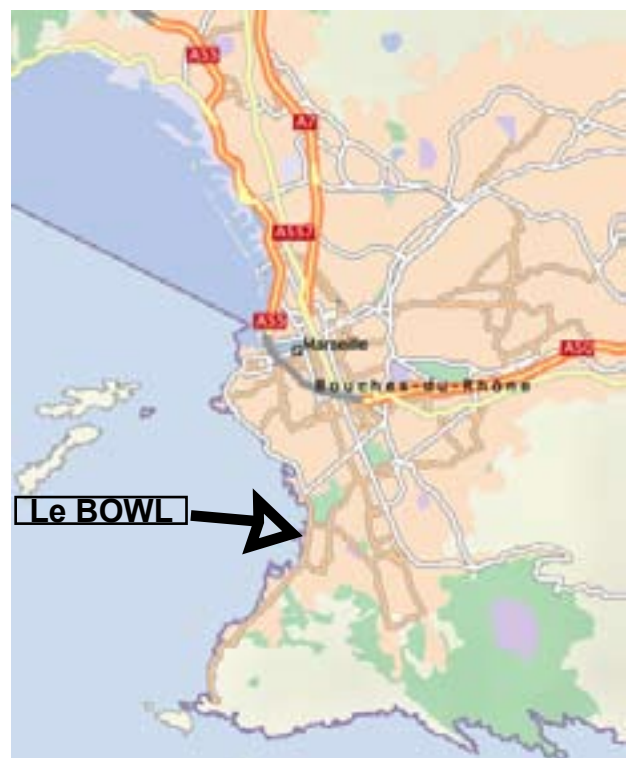 A55
A7
A557
A55
Marseille
A50
Bouches-du-Rhône
Le BOWL